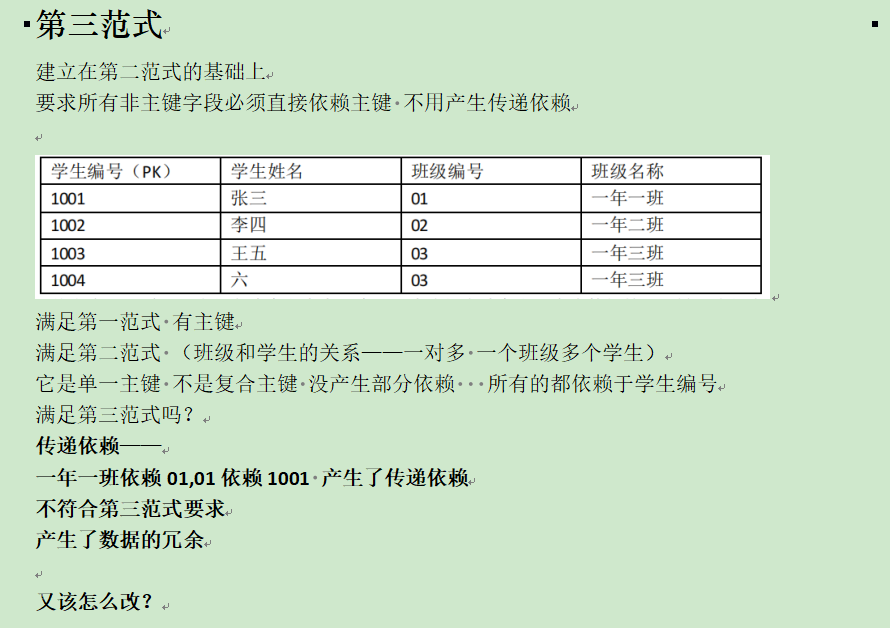 第三范式
建立在第二范式的基础上
要求所有非主键字段必须直接依赖主键 不用产生传递依赖
学生编号（PK） 学生姓名 班级编号 班级名称
1001 张三 01 一年一班
1002 李四 02 一年二班
1003 王五 03 一年三班
1004 六 03 一年三班
满足第一范式 有主键
满足第二范式 （班级和学生的关系——一对多 一个班级多个学生）
它是单一主键 不是复合主键 没产生部分依赖   所有的都依赖于学生编号
满足第三范式吗？
传递依赖——
一年一班依赖 01,01 依赖 1001 产生了传递依赖
不符合第三范式要求
产生了数据的冗余
又该怎么改？